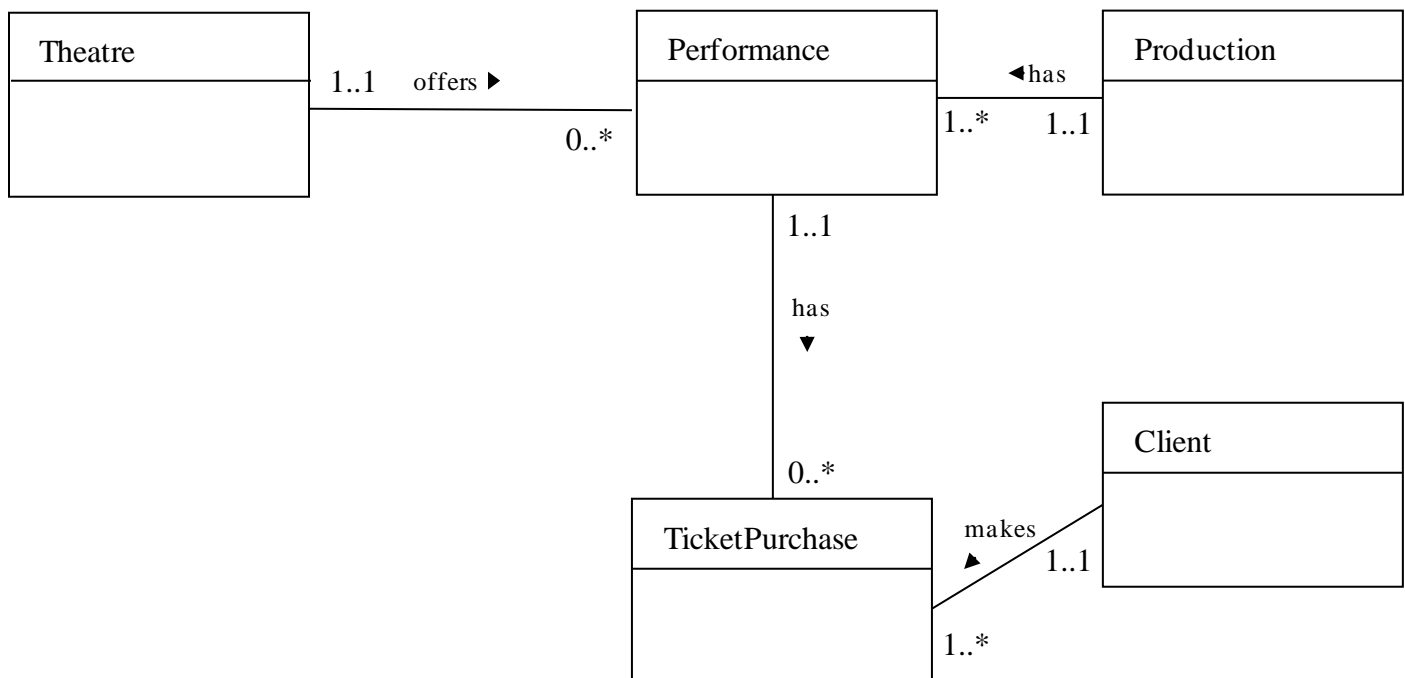 Theatre
1..1
offers
0..*
Performance
has
1..*
1..1
Production
1..1
has
0..*
TicketPurchase
makes
1..1
1..*
Client